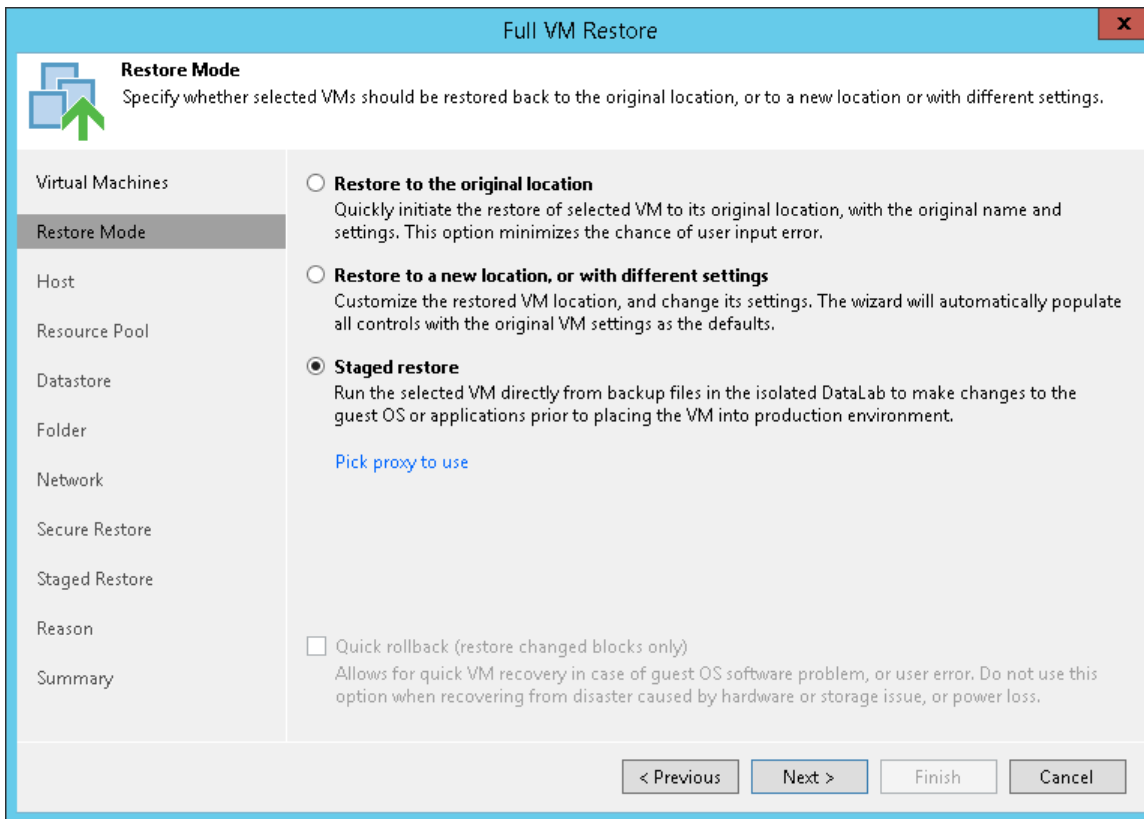 Full VM Restore
x
Restore Mode
Specify whether selected VMs should be restored back to the original location, or to a new location or with different settings.
Virtual Machines
Restore Mode
Host
Resource Pool
Datastore
Folder
Network
Secure Restore
Staged Restore
Reason
Summary
Restore to the original location
Quickly initiate the restore of selected VM to its original location, with the original name and
settings. This option minimizes the chance of user input error.
Restore to a new location, or with different settings
Customize the restored VM location, and change its settings. The wizard will automatically populate
all controls with the original VM settings as the defaults.
Staged restore
Run the selected VM directly from backup files in the isolated DataLab to make changes to the
guest OS or applications prior to placing the VM into production environment.
Pick proxy to use
Quick rollback (restore changed blocks only)
Allows for quick VM recovery in case of guest OS software problem, or user error. Do not use this
option when recovering from disaster caused by hardware or storage issue, or power loss.
< Previous
Next >
Finish
Cancel